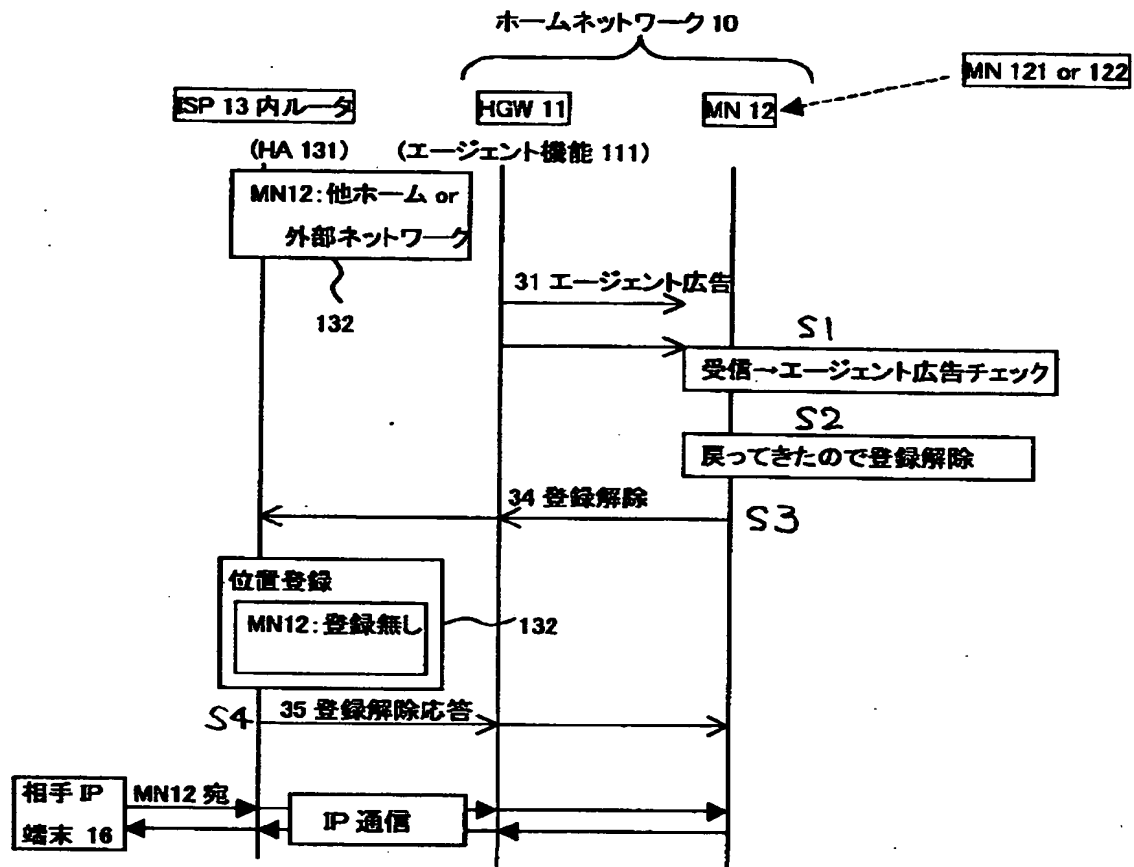 ホームネットワーク 10
MN 121 or 122
ISP 13 内ルータ
HGW 11
MN 12
(HA 131)
(エージェント機能 111)
MN12:他ホーム or
外部ネットワーク
132
31 エージェント広告
S1
受信→エージェント広告チェック
S2
戻ってきたので登録解除
34 登録解除
S3
位置登録
MN12:登録無し
132
S4
35 登録解除応答
相手 IP
端末 16
MN12 宛
IP 通信